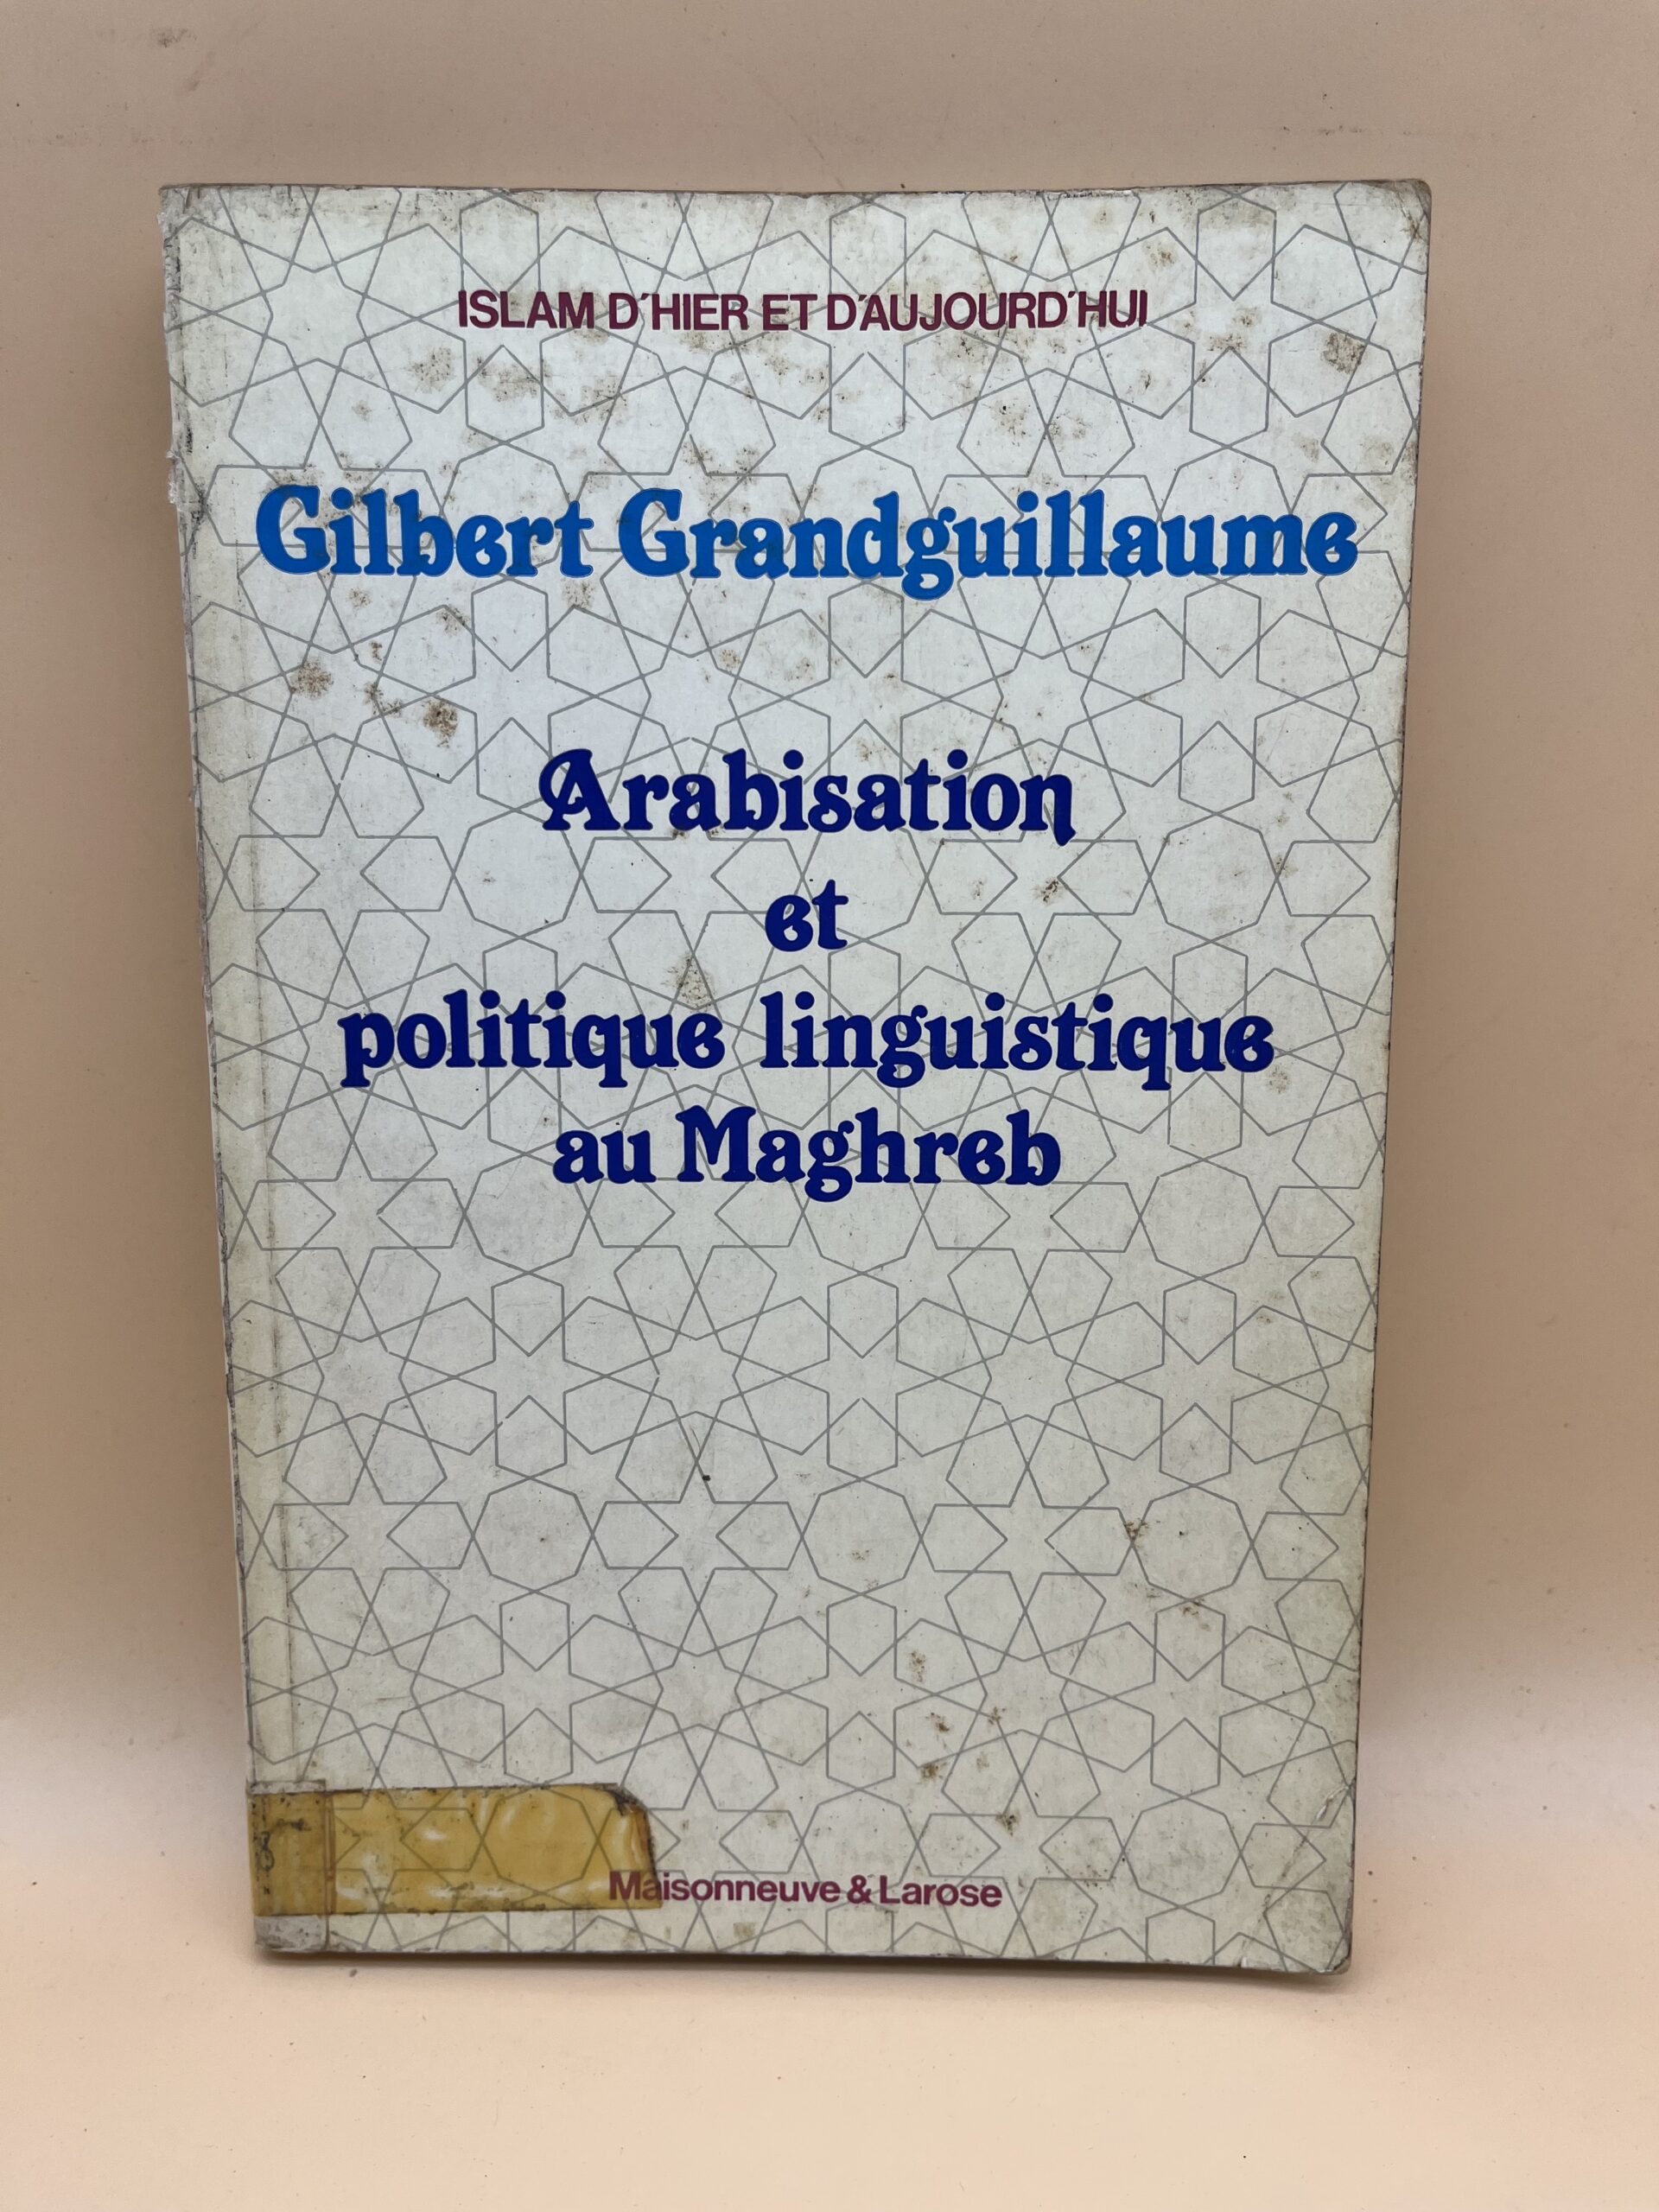 ISLAM D'HIER ET D'AUJOURD'HUI
Gilbert Grandguillaume
Arabisation
et
politique linguistique
au Maghreb
Maisonneuve & Larose